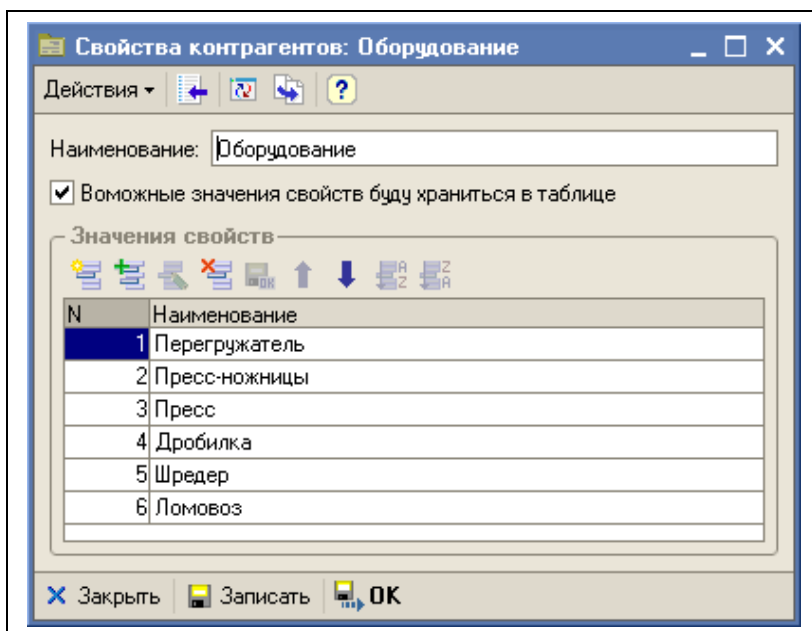 Свойства контрагентов: Оборудование
Действия
Наименование: Оборудование
Воможные значения свойств буду храниться в таблице
Значения свойств
N Наименование
1 Перегружатель
2 Пресс-ножницы
3 Пресс
4 Дробилка
5 Шредер
6 Ломовоз
Закрыть Записать OK